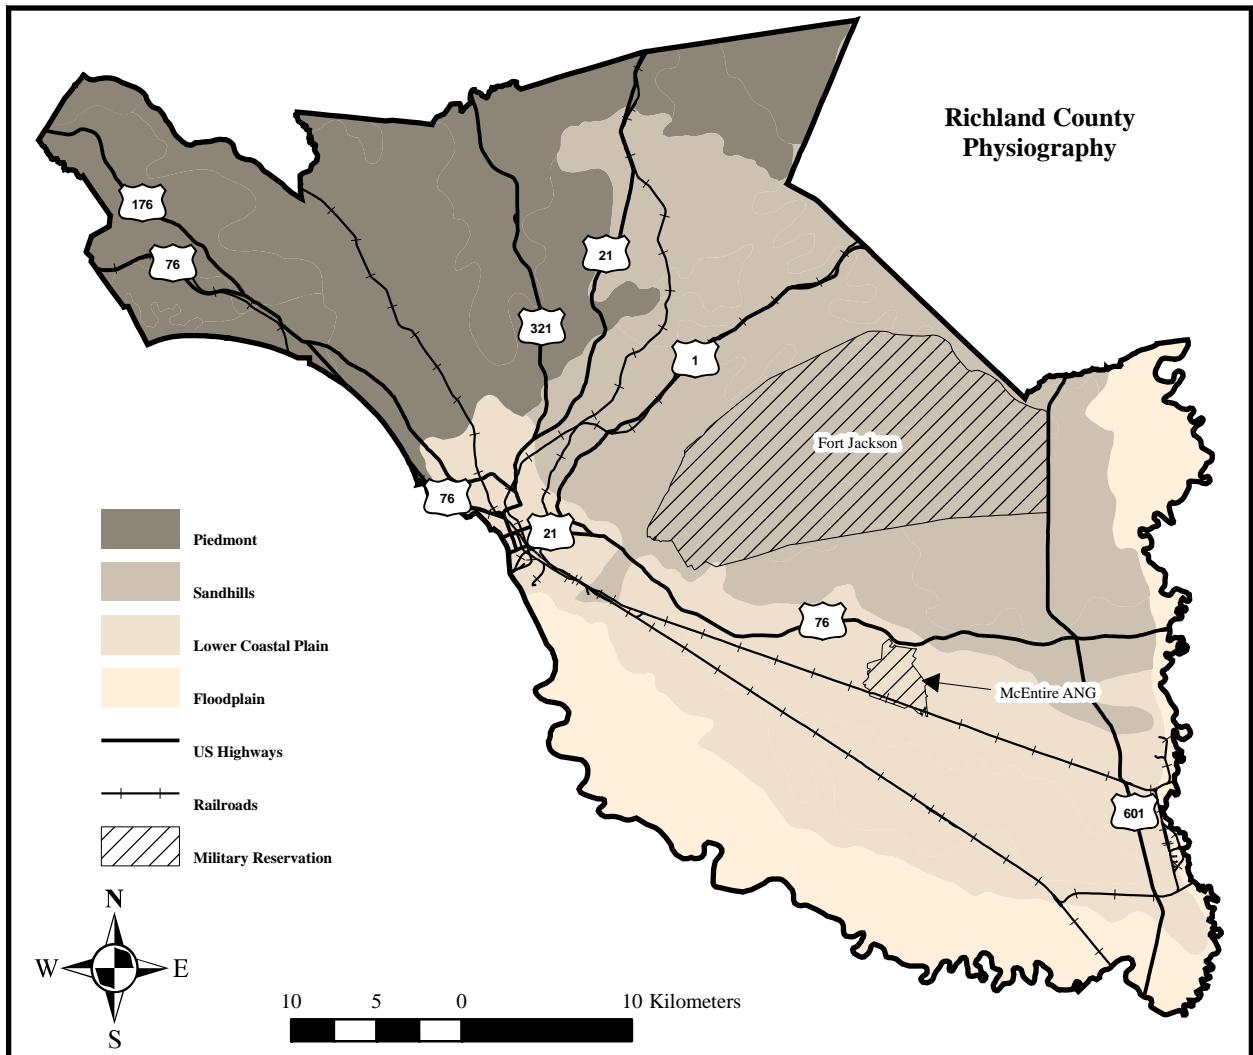 Richland County
Physiography
176
76
21
321
1
Fort Jackson
76
21
76
McEntire ANG
601
Piedmont
Sandhills
Lower Coastal Plain
Floodplain
US Highways
Railroads
Military Reservation
N
W E
S
10 5 0 10 Kilometers